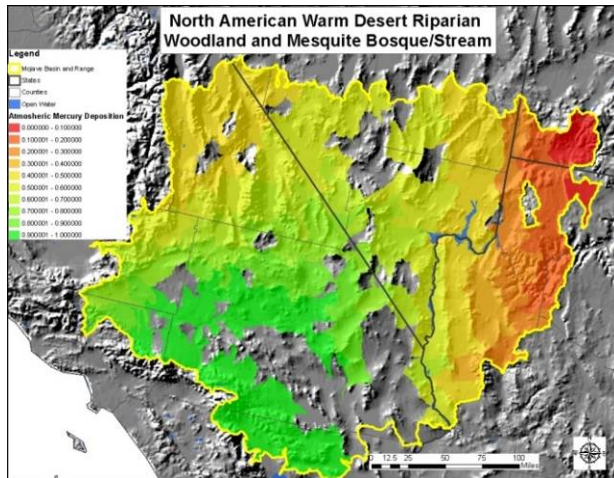 North American Warm Desert Riparian
Woodland and Mesquite Bosque/Stream
Legend
Mojave Basin and Range
States
Counties
Open Water
Atmospheric Mercury Deposition
0.000000 - 0.100000
0.100001 - 0.200000
0.200001 - 0.300000
0.300001 - 0.400000
0.400001 - 0.500000
0.500001 - 0.600000
0.600001 - 0.700000
0.700001 - 0.800000
0.800001 - 0.900000
0.900001 - 1.000000
0 12.5 25 50 75 100
Miles